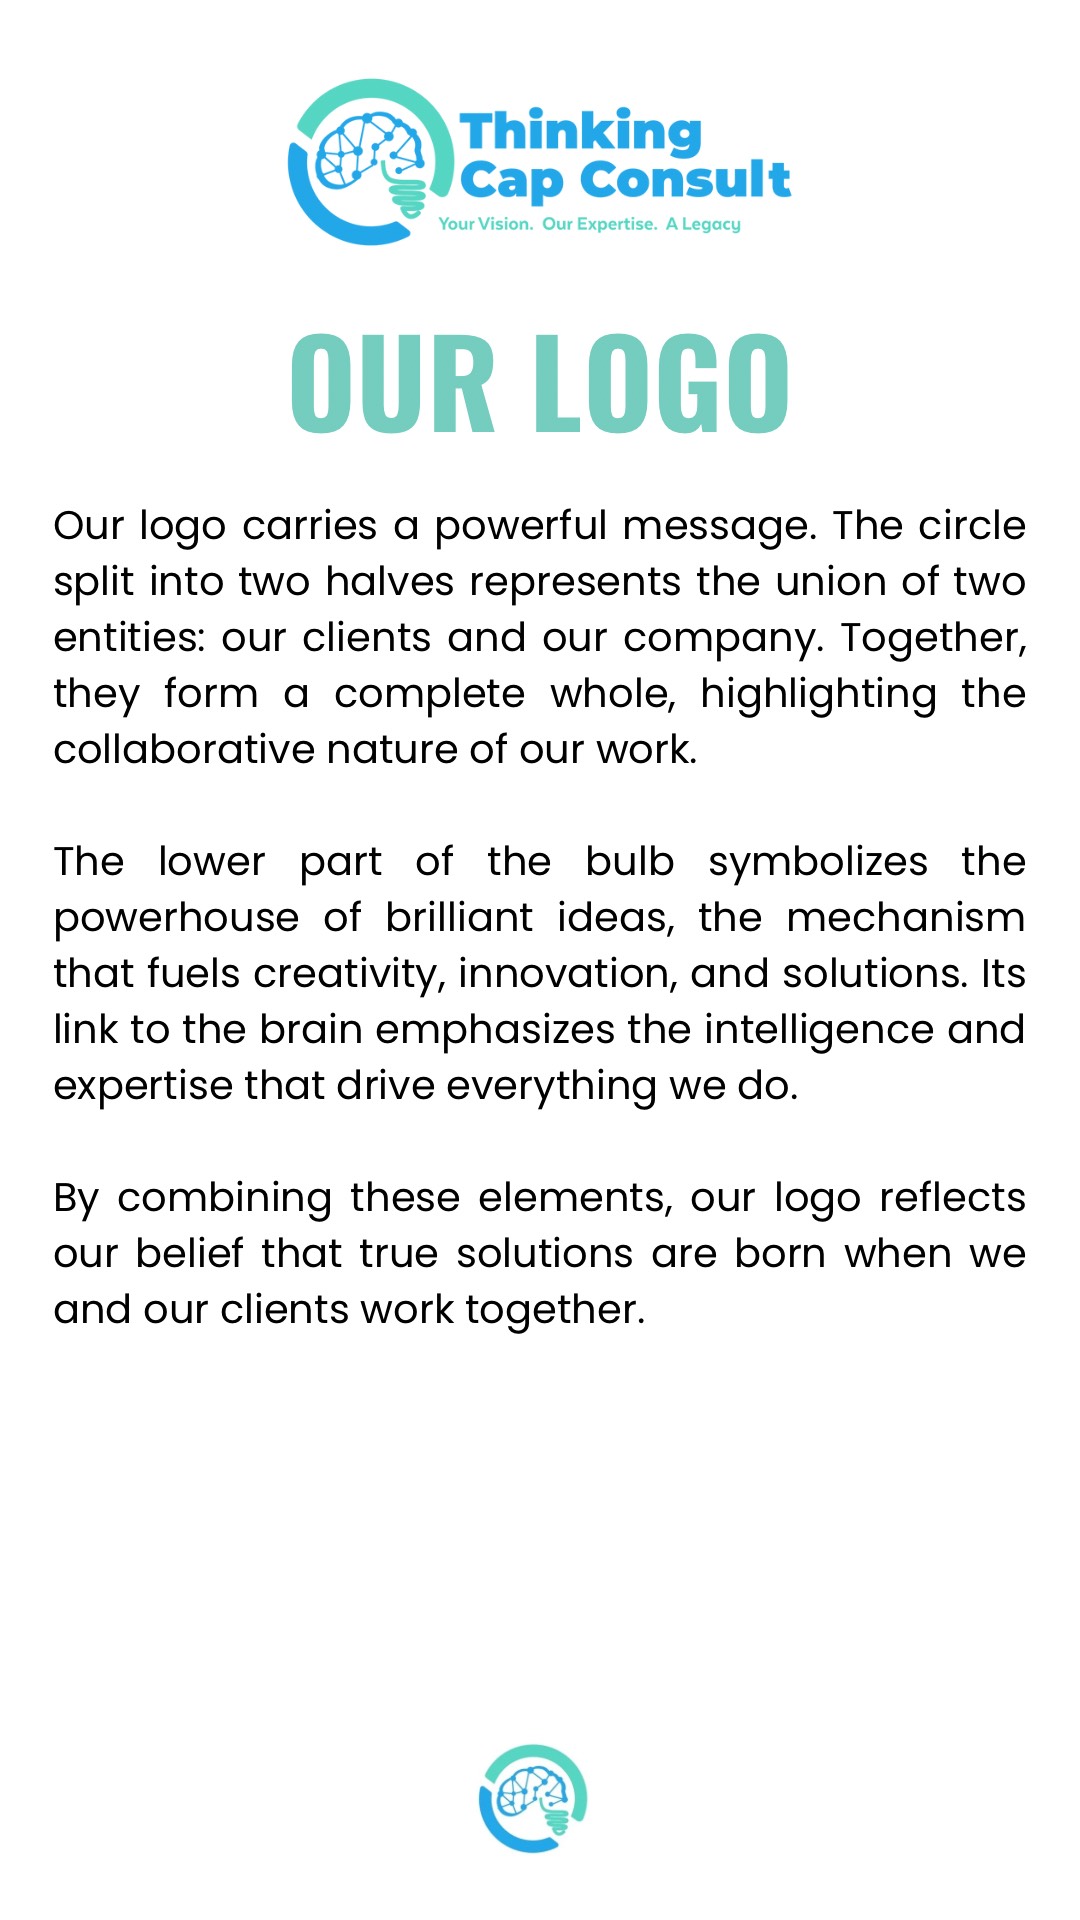 Thinking
Cap Consult
Your Vision. Our Expertise. A Legacy
OUR LOGO
Our logo carries a powerful message. The circle
split into two halves represents the union of two
entities: our clients and our company. Together,
they form a complete whole, highlighting the
collaborative nature of our work.
The lower part of the bulb symbolizes the
powerhouse of brilliant ideas, the mechanism
that fuels creativity, innovation, and solutions. Its
link to the brain emphasizes the intelligence and
expertise that drive everything we do.
By combining these elements, our logo reflects
our belief that true solutions are born when we
and our clients work together.